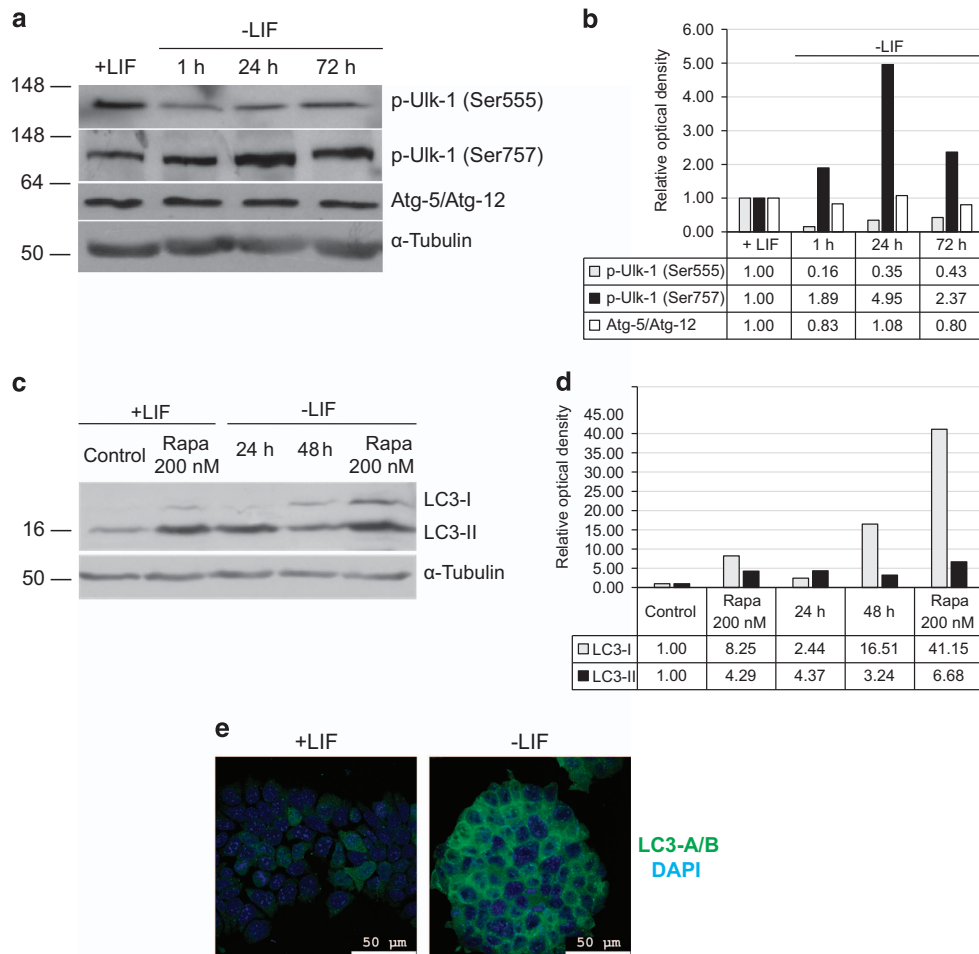 a
-LIF
+LIF 1 h 24 h 72 h
148
p-Ulk-1 (Ser555)
148
p-Ulk-1 (Ser757)
64
Atg-5/Atg-12
50
α-Tubulin
b
6.00
-LIF
5.00
4.00
3.00
2.00
1.00
0.00
Relative optical density
+ LIF 1 h 24 h 72 h
p-Ulk-1 (Ser555) 1.00 0.16 0.35 0.43
p-Ulk-1 (Ser757) 1.00 1.89 4.95 2.37
Atg-5/Atg-12 1.00 0.83 1.08 0.80
c
+LIF -LIF
Control Rapa 200 nM 24 h 48 h Rapa 200 nM
LC3-I
16
LC3-II
50
α-Tubulin
d
45.00
40.00
35.00
30.00
25.00
20.00
15.00
10.00
5.00
0.00
Relative optical density
Control Rapa 200 nM 24 h 48 h Rapa 200 nM
LC3-I 1.00 8.25 2.44 16.51 41.15
LC3-II 1.00 4.29 4.37 3.24 6.68
e
+LIF -LIF
LC3-A/B
DAPI
50 µm 50 µm